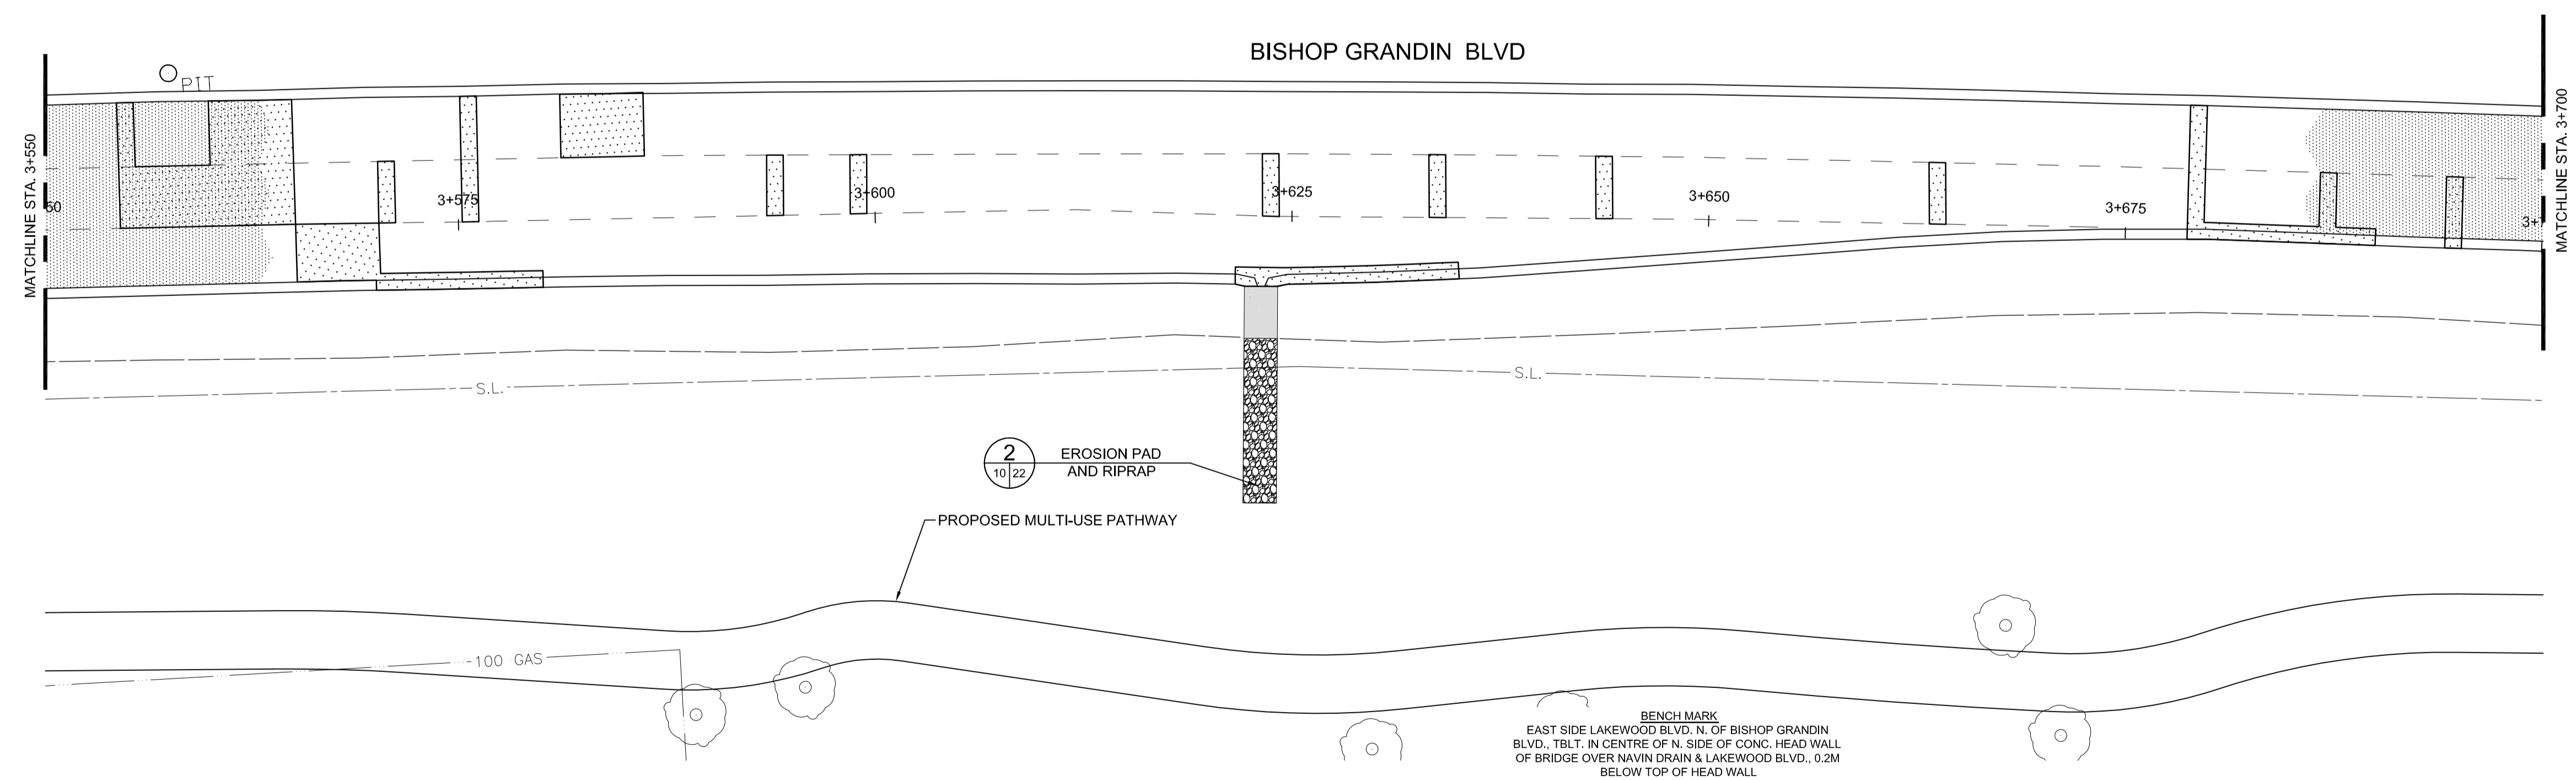 BISHOP GRANDIN BLVD
PIT
MATCHLINE STA. 3+550
MATCHLINE STA. 3+700
50
3+575
3+600
3+625
3+650
3+675
3+7
S.L.
S.L.
2
10 22
EROSION PAD
AND RIPRAP
PROPOSED MULTI-USE PATHWAY
100 GAS
BENCH MARK
EAST SIDE LAKEWOOD BLVD. N. OF BISHOP GRANDIN
BLVD., TBLT. IN CENTRE OF N. SIDE OF CONC. HEAD WALL
OF BRIDGE OVER NAVIN DRAIN & LAKEWOOD BLVD., 0.2M
BELOW TOP OF HEAD WALL